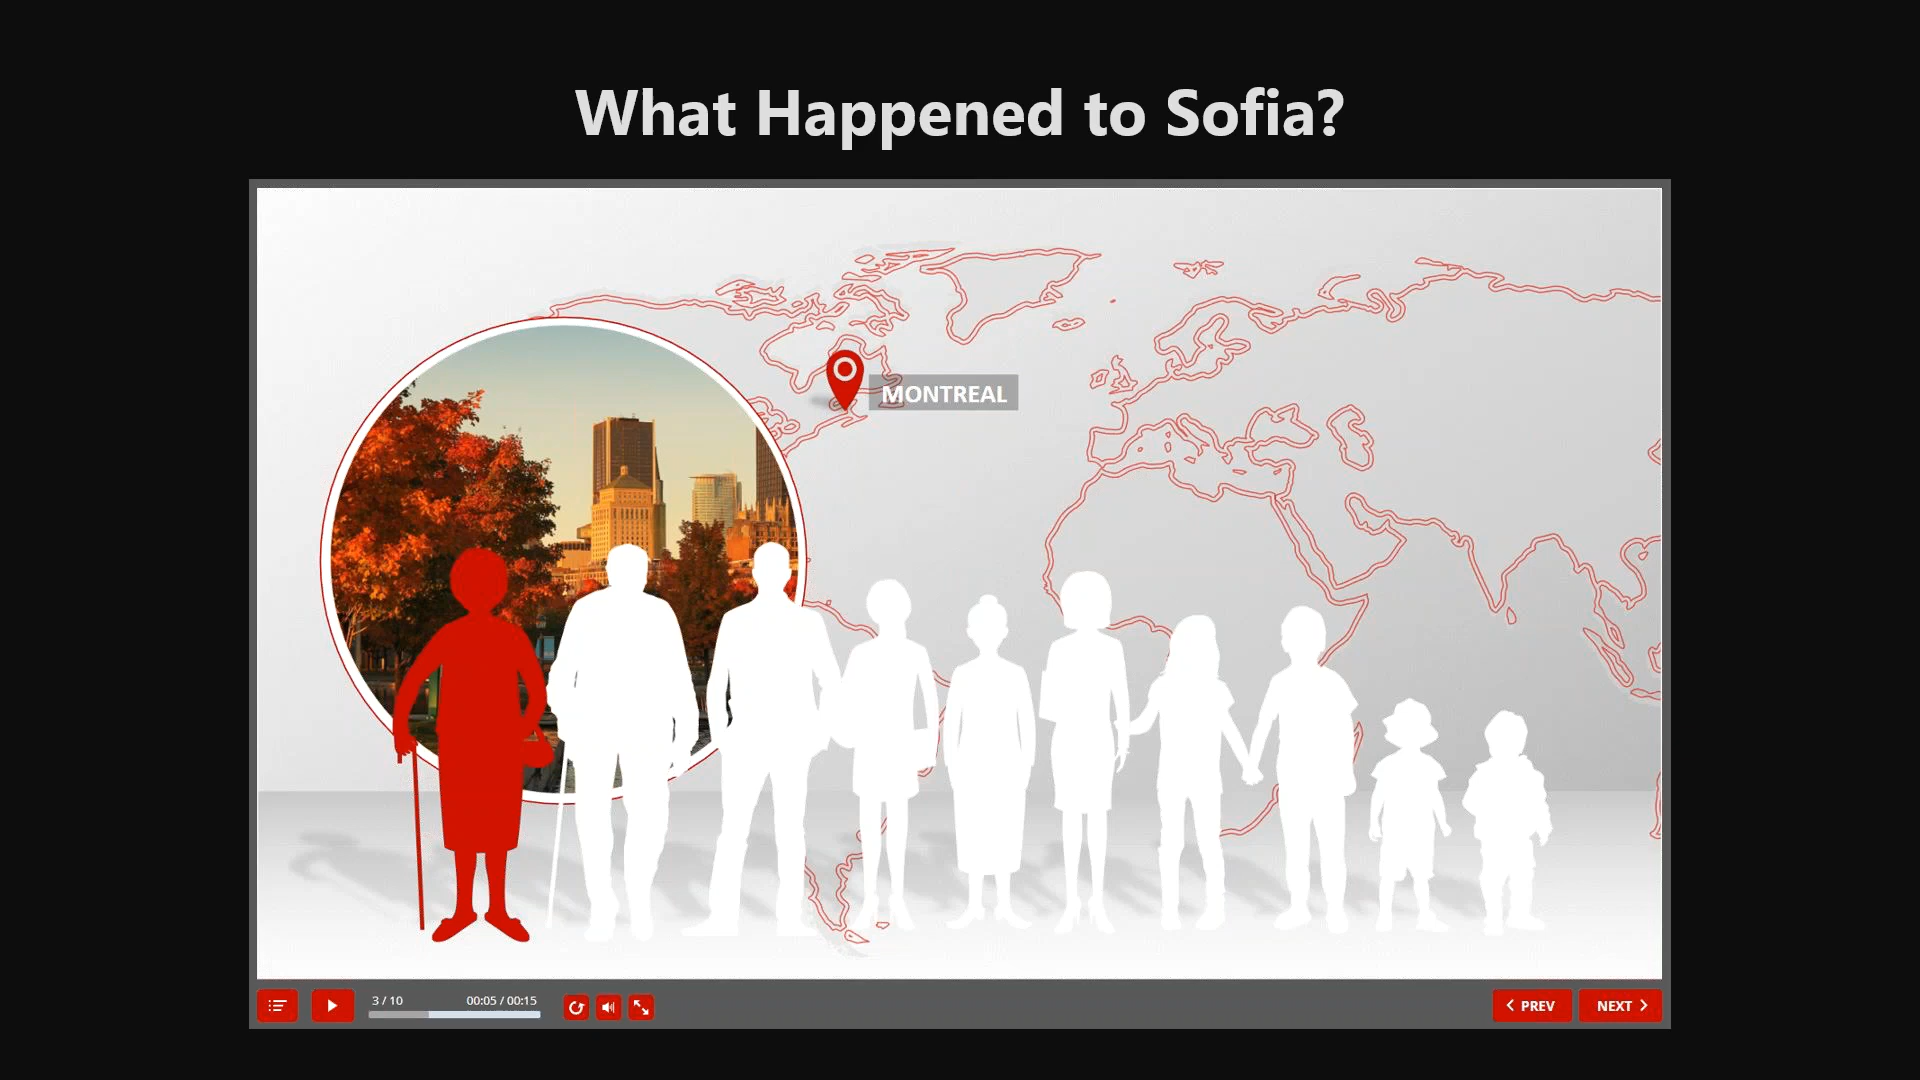 What Happened to Sofia?
MONTREAL
3 / 10
00:05 / 00:15
PREV
NEXT